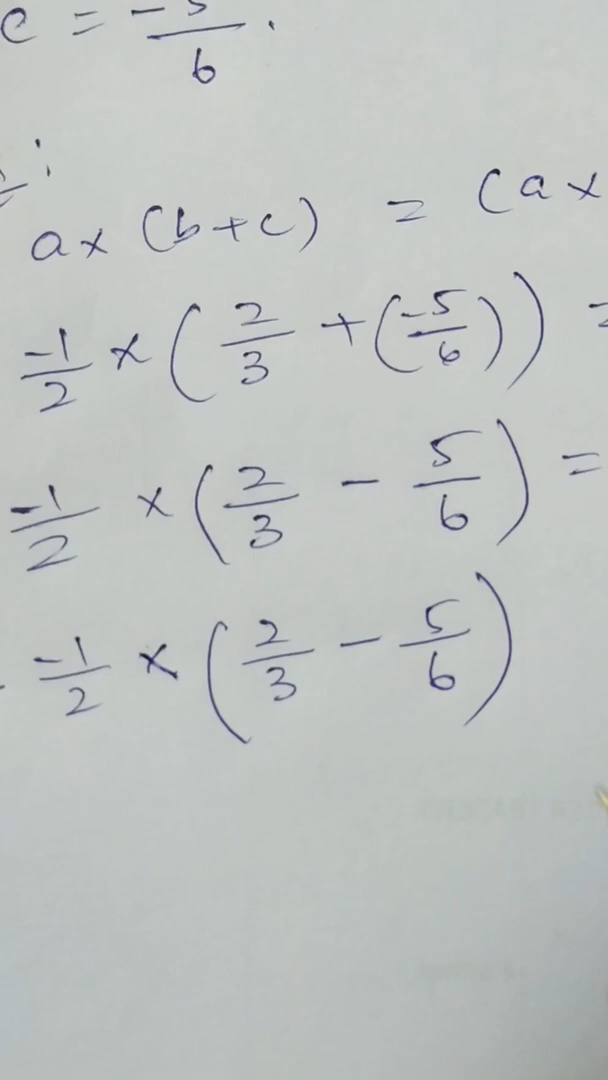 c = -5/6.
a x (b+c) = (a x
-1/2 x (2/3 + (-5/6)) =
-1/2 x (2/3 - 5/6) =
-1/2 x (2/3 - 5/6)